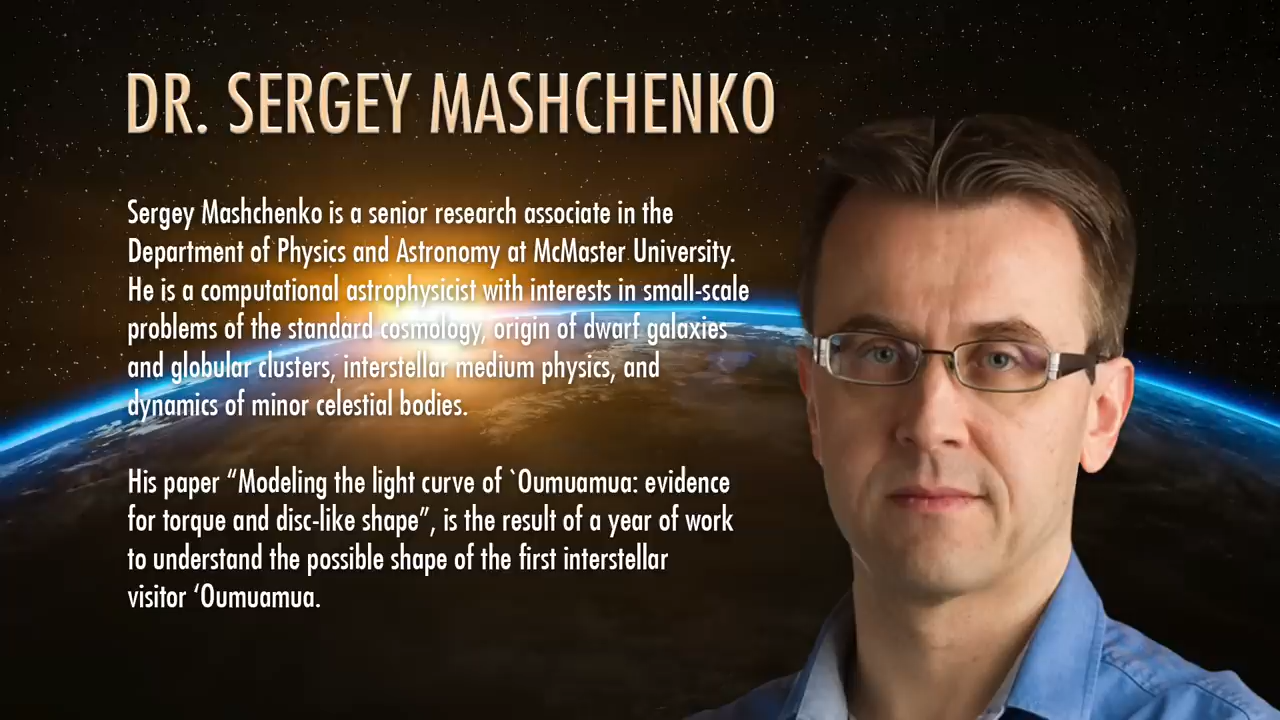 DR. SERGEY MASHCHENKO
Sergey Mashchenko is a senior research associate in the
Department of Physics and Astronomy at McMaster University.
He is a computational astrophysicist with interests in small-scale
problems of the standard cosmology, origin of dwarf galaxies
and globular clusters, interstellar medium physics, and
dynamics of minor celestial bodies.
His paper “Modeling the light curve of `Oumuamua: evidence
for torque and disc-like shape”, is the result of a year of work
to understand the possible shape of the first interstellar
visitor ‘Oumuamua.